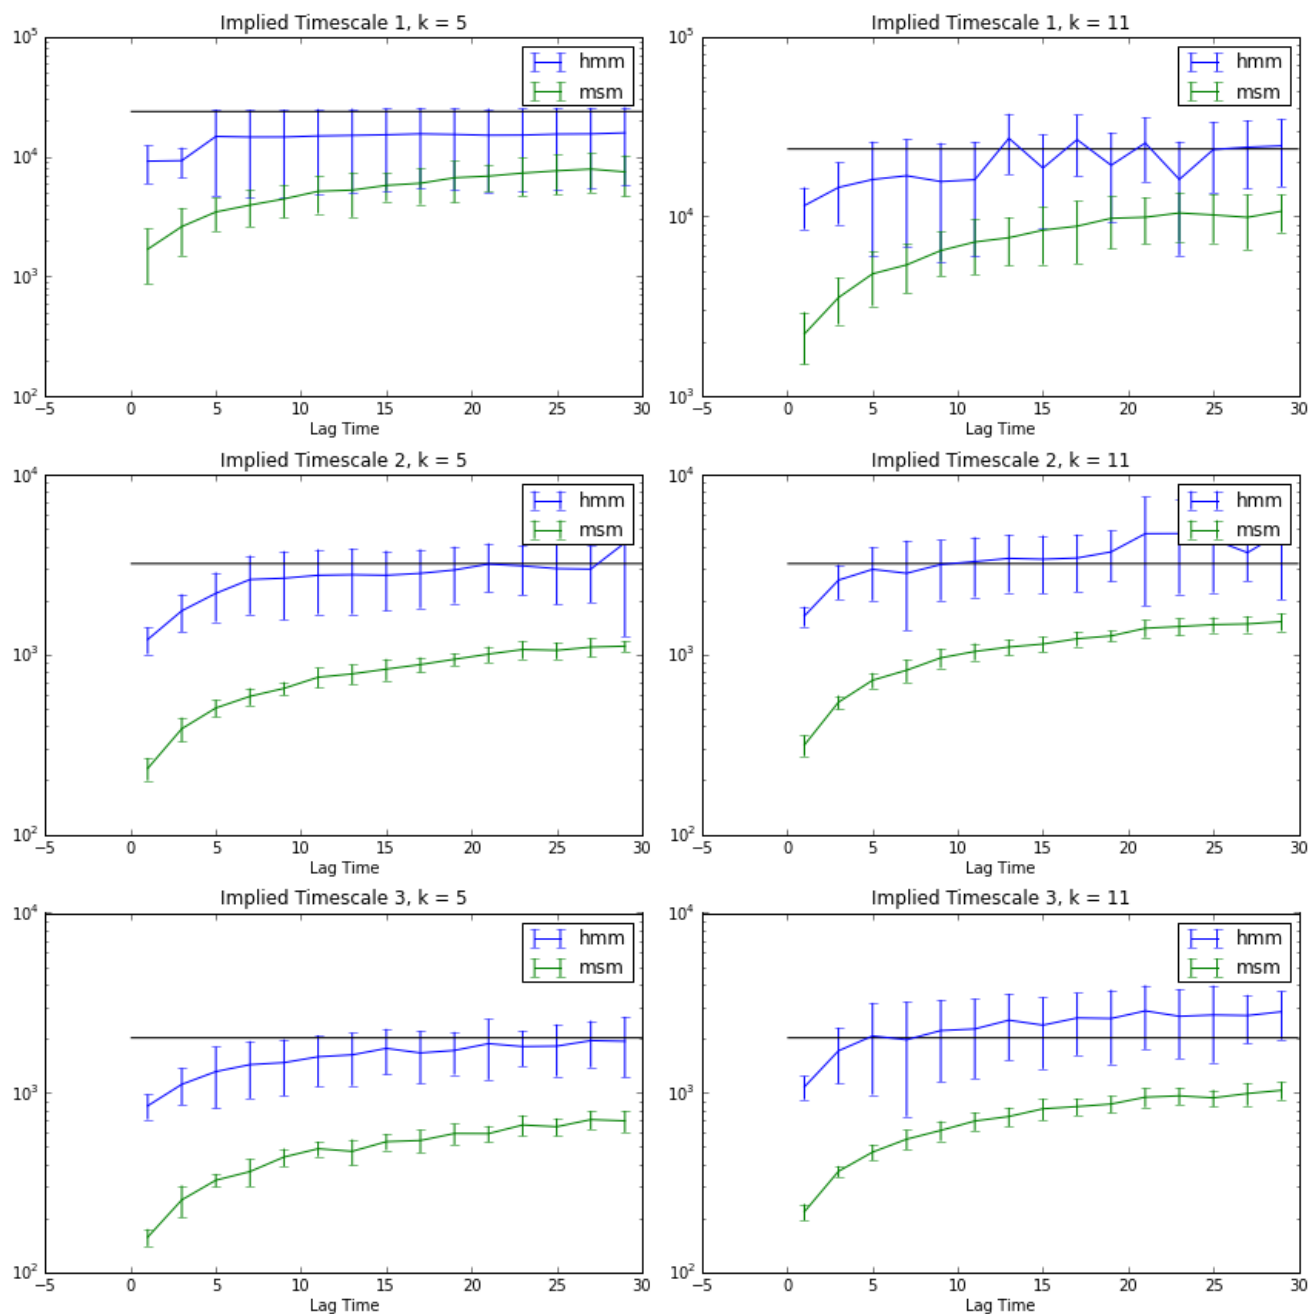 Implied Timescale 1, k = 5
10^5
10^4
10^3
10^2
hmm
msm
−5 0 5 10 15 20 25 30
Lag Time
Implied Timescale 1, k = 11
10^5
10^4
10^3
hmm
msm
−5 0 5 10 15 20 25 30
Lag Time
Implied Timescale 2, k = 5
10^4
10^3
10^2
hmm
msm
−5 0 5 10 15 20 25 30
Lag Time
Implied Timescale 2, k = 11
10^4
10^3
10^2
hmm
msm
−5 0 5 10 15 20 25 30
Lag Time
Implied Timescale 3, k = 5
10^4
10^3
10^2
hmm
msm
−5 0 5 10 15 20 25 30
Lag Time
Implied Timescale 3, k = 11
10^4
10^3
10^2
hmm
msm
−5 0 5 10 15 20 25 30
Lag Time